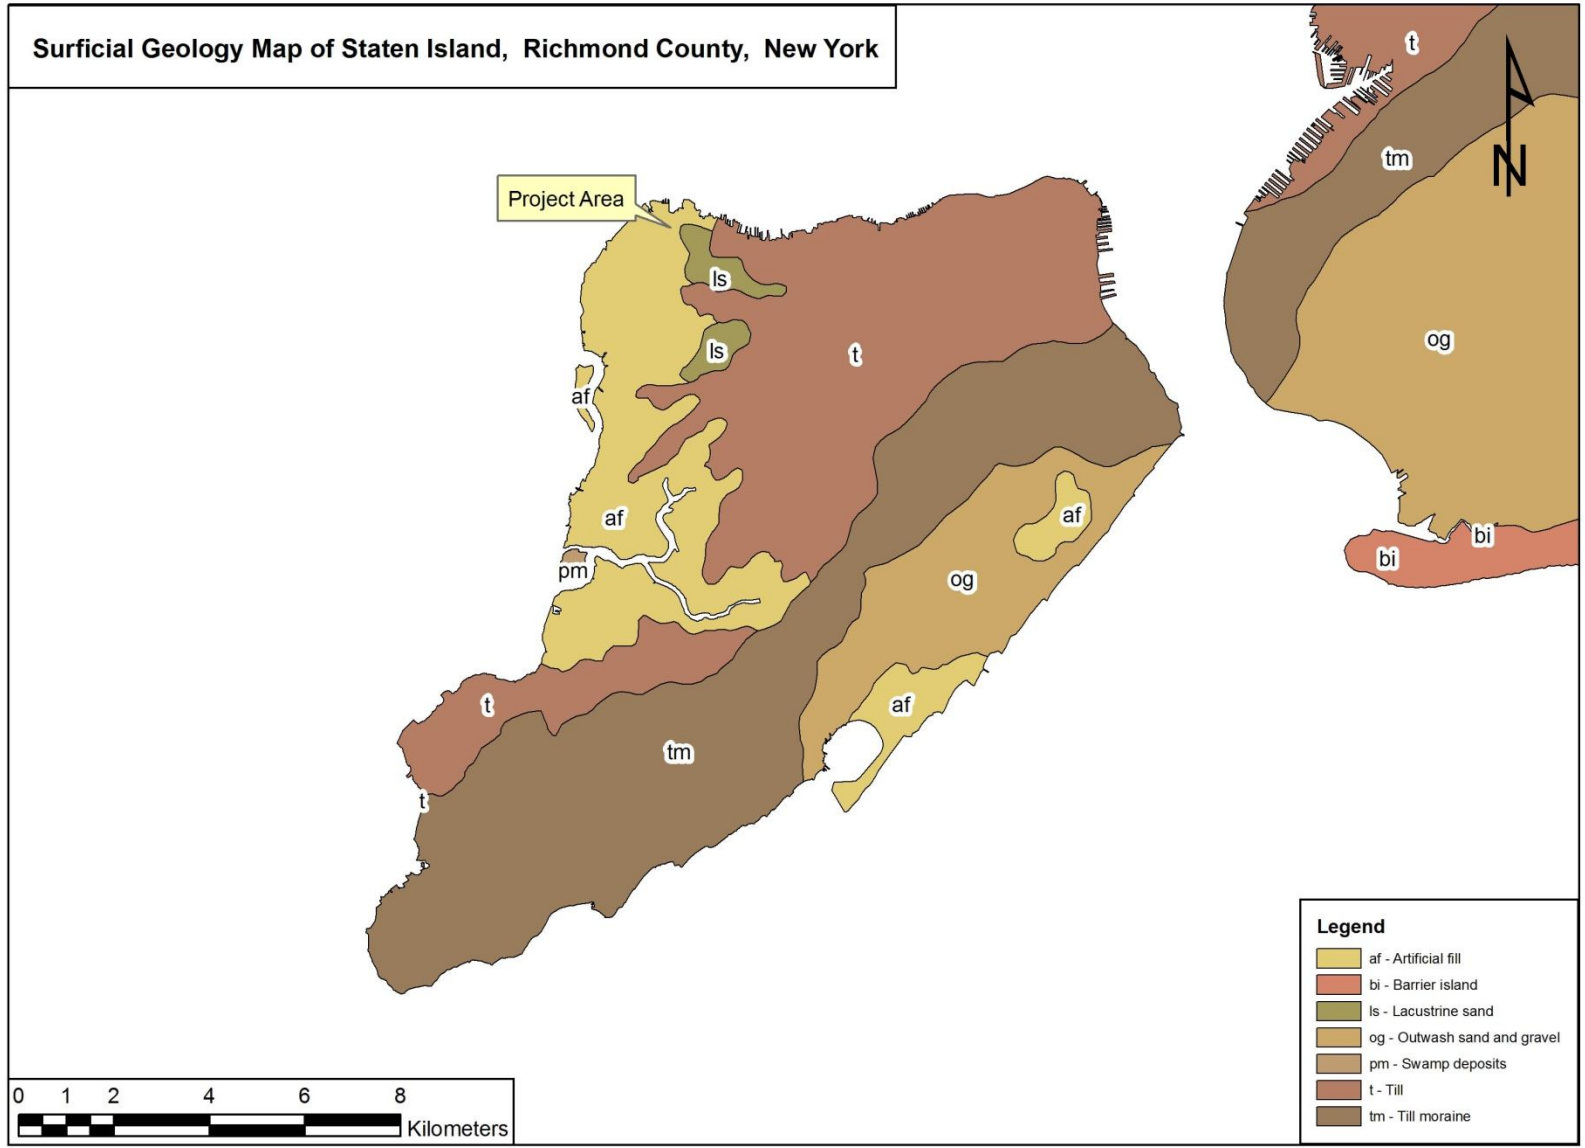 Surficial Geology Map of Staten Island, Richmond County, New York
t
N
tm
Project Area
ls
og
ls
t
af
af
af
bi
bi
pm
og
t
af
tm
t
Legend
af - Artificial fill
bi - Barrier island
ls - Lacustrine sand
og - Outwash sand and gravel
pm - Swamp deposits
t - Till
tm - Till moraine
0 1 2 4 6 8
Kilometers